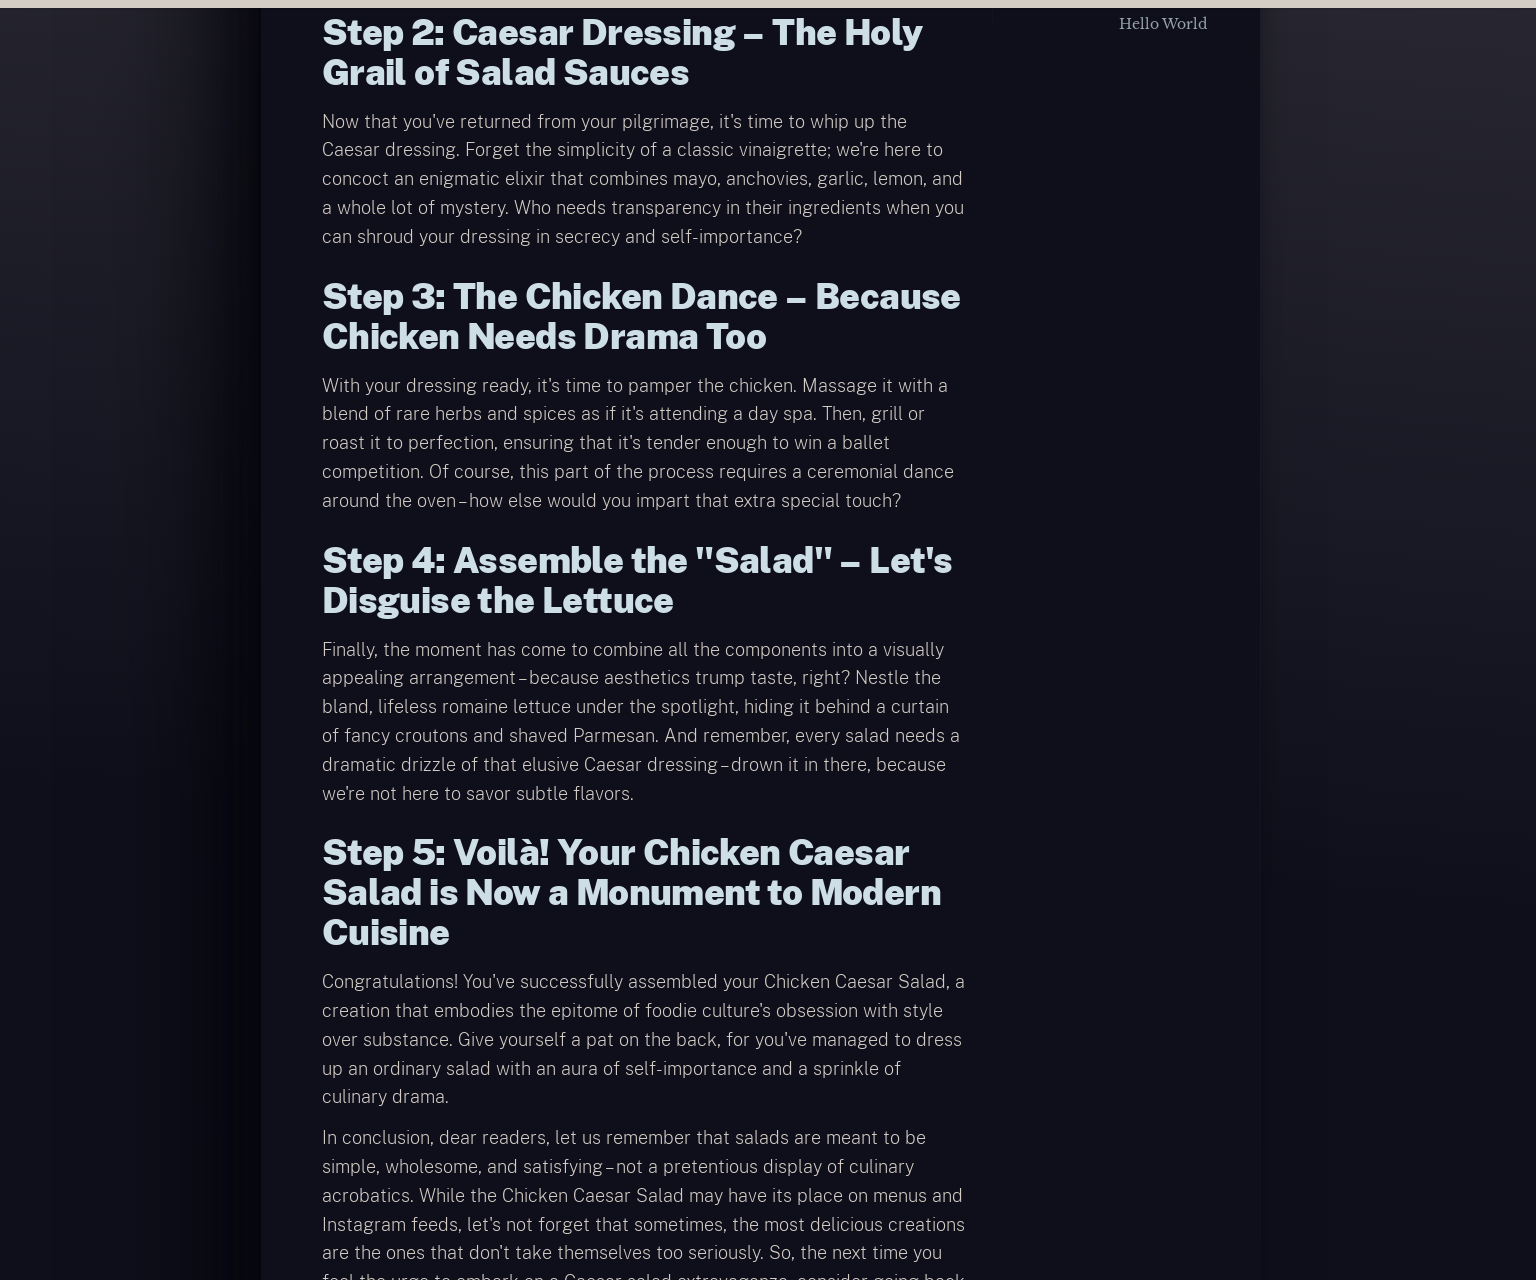 Step 2: Caesar Dressing – The Holy
Grail of Salad Sauces
Hello World
Now that you've returned from your pilgrimage, it's time to whip up the
Caesar dressing. Forget the simplicity of a classic vinaigrette; we're here to
concoct an enigmatic elixir that combines mayo, anchovies, garlic, lemon, and
a whole lot of mystery. Who needs transparency in their ingredients when you
can shroud your dressing in secrecy and self-importance?
Step 3: The Chicken Dance – Because
Chicken Needs Drama Too
With your dressing ready, it's time to pamper the chicken. Massage it with a
blend of rare herbs and spices as if it's attending a day spa. Then, grill or
roast it to perfection, ensuring that it's tender enough to win a ballet
competition. Of course, this part of the process requires a ceremonial dance
around the oven–how else would you impart that extra special touch?
Step 4: Assemble the "Salad" – Let's
Disguise the Lettuce
Finally, the moment has come to combine all the components into a visually
appealing arrangement–because aesthetics trump taste, right? Nestle the
bland, lifeless romaine lettuce under the spotlight, hiding it behind a curtain
of fancy croutons and shaved Parmesan. And remember, every salad needs a
dramatic drizzle of that elusive Caesar dressing–drown it in there, because
we're not here to savor subtle flavors.
Step 5: Voilà! Your Chicken Caesar
Salad is Now a Monument to Modern
Cuisine
Congratulations! You've successfully assembled your Chicken Caesar Salad, a
creation that embodies the epitome of foodie culture's obsession with style
over substance. Give yourself a pat on the back, for you've managed to dress
up an ordinary salad with an aura of self-importance and a sprinkle of
culinary drama.
In conclusion, dear readers, let us remember that salads are meant to be
simple, wholesome, and satisfying–not a pretentious display of culinary
acrobatics. While the Chicken Caesar Salad may have its place on menus and
Instagram feeds, let's not forget that sometimes, the most delicious creations
are the ones that don't take themselves too seriously. So, the next time you
feel the urge to embark on a Caesar salad extravaganza, consider going back